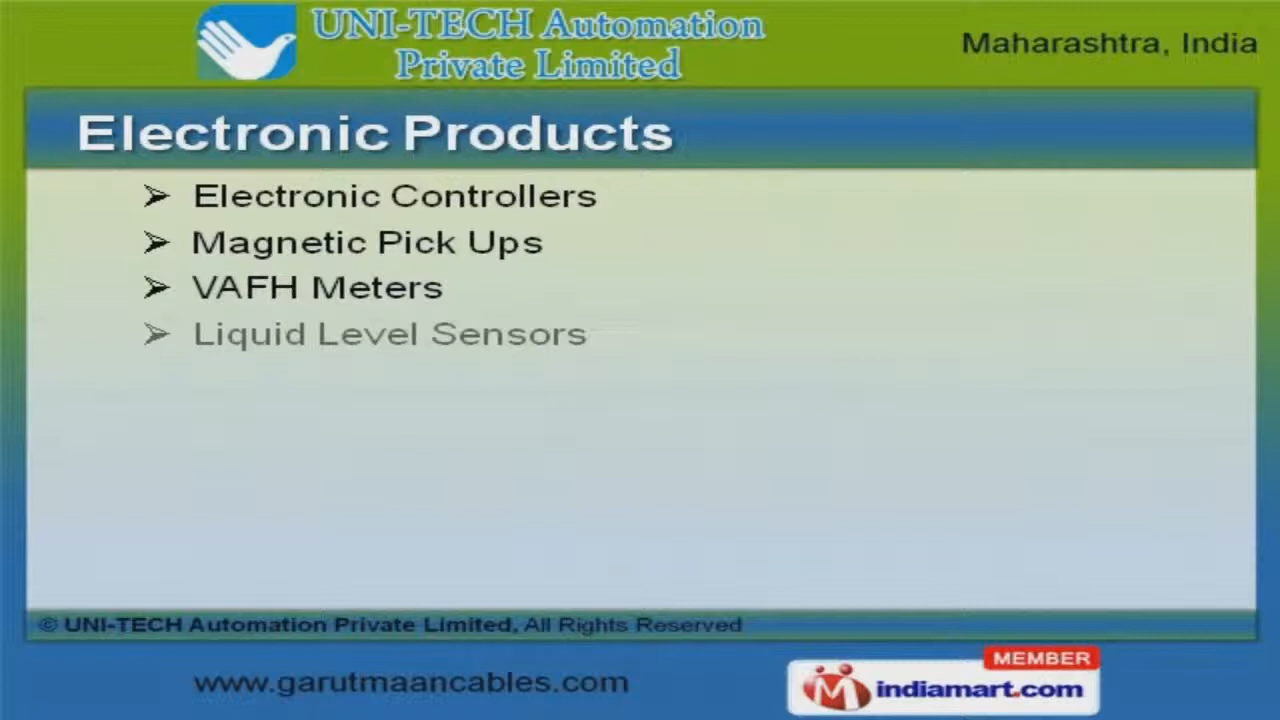 UNI-TECH Automation
Private Limited
Maharashtra, India
Electronic Products
➢ Electronic Controllers
➢ Magnetic Pick Ups
➢ VAFH Meters
➢ Liquid Level Sensors
© UNI-TECH Automation Private Limited, All Rights Reserved
www.garutmaancables.com
MEMBER
indiamart.com